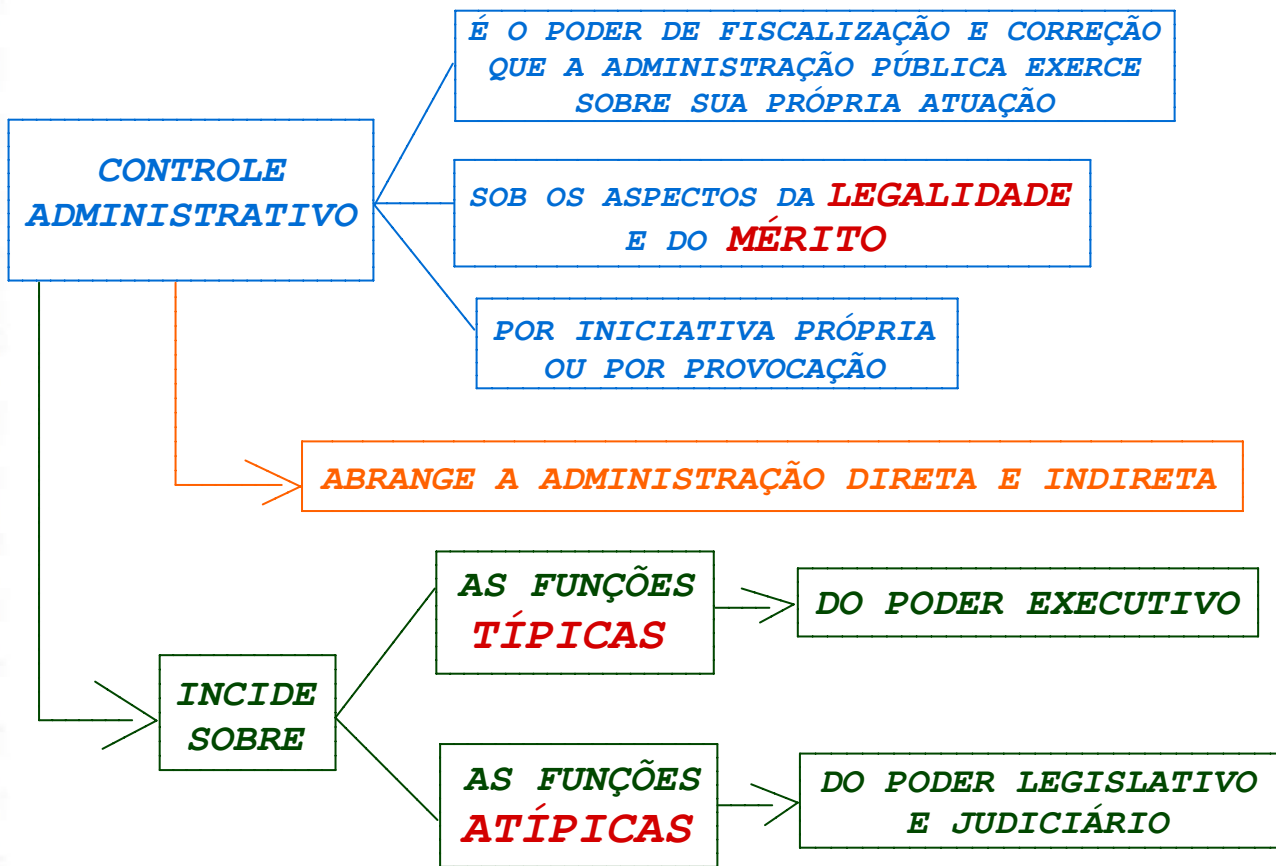 É O PODER DE FISCALIZAÇÃO E CORREÇÃO
QUE A ADMINISTRAÇÃO PÚBLICA EXERCE
SOBRE SUA PRÓPRIA ATUAÇÃO
CONTROLE
ADMINISTRATIVO
SOB OS ASPECTOS DA LEGALIDADE
E DO MÉRITO
POR INICIATIVA PRÓPRIA
OU POR PROVOCAÇÃO
ABRANGE A ADMINISTRAÇÃO DIRETA E INDIRETA
AS FUNÇÕES
TÍPICAS
DO PODER EXECUTIVO
INCIDE
SOBRE
AS FUNÇÕES
ATÍPICAS
DO PODER LEGISLATIVO
E JUDICIÁRIO